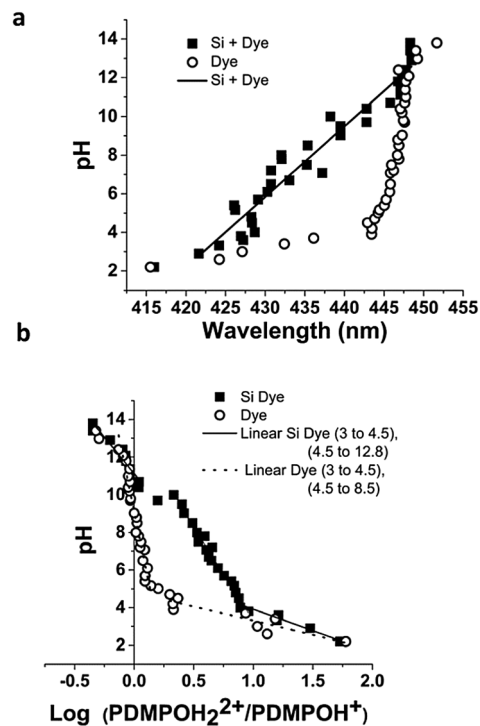 a
Si + Dye
Dye
Si + Dye
14
12
10
8
6
4
2
pH
415 420 425 430 435 440 445 450 455
Wavelength (nm)
b
Si Dye
Dye
Linear Si Dye (3 to 4.5),
(4.5 to 12.8)
Linear Dye (3 to 4.5),
(4.5 to 8.5)
14
12
10
8
6
4
2
pH
-0.5 0.0 0.5 1.0 1.5 2.0
Log (PDMPOH₂²⁺/PDMPOH⁺)